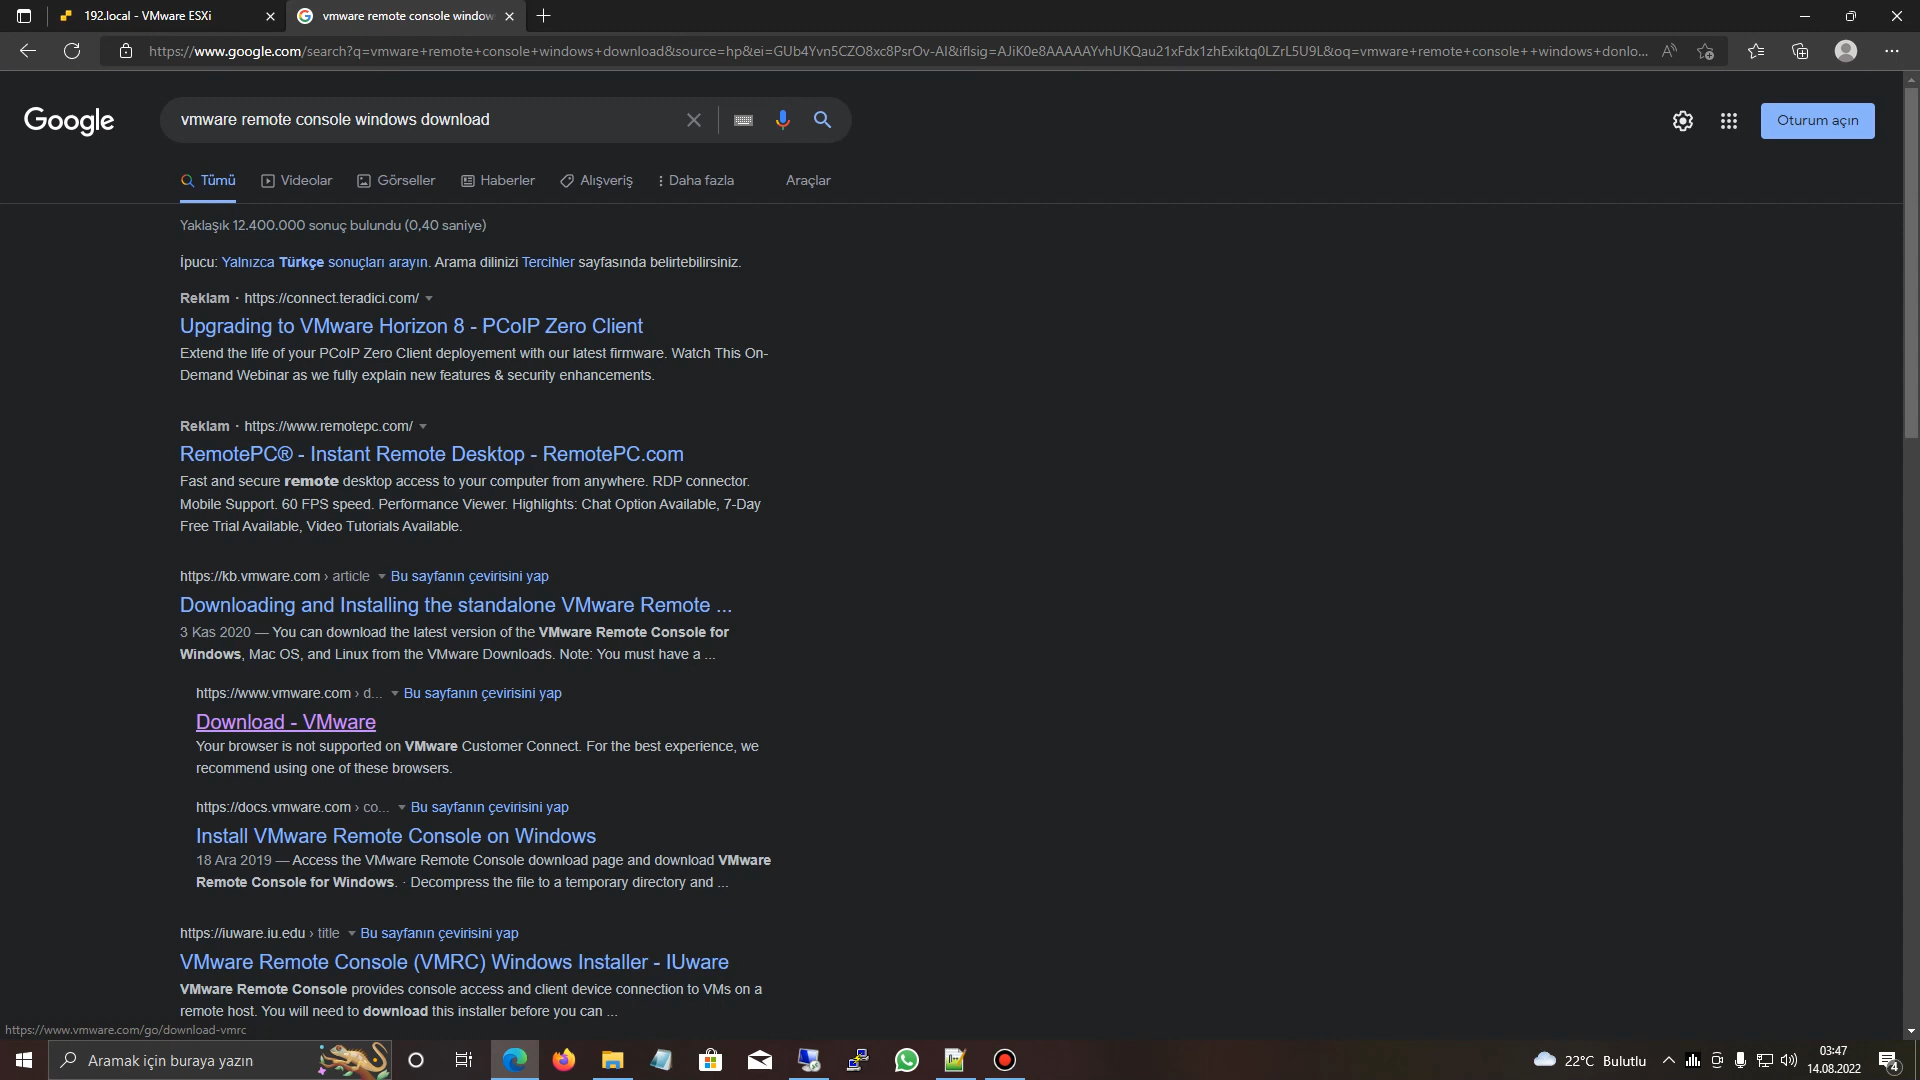 192.local - VMware ESXi
vmware remote console window
https://www.google.com/search?q=vmware+remote+console+windows+download&source=hp&ei=GUb4Yvn5CZO8xc8PsrOv-AI&iflsig=AJiK0e8AAAAAYvhUKQau21xFdx1zhExiktq0LZrL5U9L&oq=vmware+remote+console++windows+donlo...
Google
vmware remote console windows download
Oturum açın
Tümü
Videolar
Görseller
Haberler
Alışveriş
Daha fazla
Araçlar
Yaklaşık 12.400.000 sonuç bulundu (0,40 saniye)
İpucu: Yalnızca Türkçe sonuçları arayın. Arama dilinizi Tercihler sayfasında belirtebilirsiniz.
Reklam · https://connect.teradici.com/
Upgrading to VMware Horizon 8 - PCoIP Zero Client
Extend the life of your PCoIP Zero Client deployement with our latest firmware. Watch This On-
Demand Webinar as we fully explain new features & security enhancements.
Reklam · https://www.remotepc.com/
RemotePC® - Instant Remote Desktop - RemotePC.com
Fast and secure remote desktop access to your computer from anywhere. RDP connector.
Mobile Support. 60 FPS speed. Performance Viewer. Highlights: Chat Option Available, 7-Day
Free Trial Available, Video Tutorials Available.
https://kb.vmware.com › article Bu sayfanın çevirisini yap
Downloading and Installing the standalone VMware Remote ...
3 Kas 2020 — You can download the latest version of the VMware Remote Console for
Windows, Mac OS, and Linux from the VMware Downloads. Note: You must have a ...
https://www.vmware.com › d... Bu sayfanın çevirisini yap
Download - VMware
Your browser is not supported on VMware Customer Connect. For the best experience, we
recommend using one of these browsers.
https://docs.vmware.com › co... Bu sayfanın çevirisini yap
Install VMware Remote Console on Windows
18 Ara 2019 — Access the VMware Remote Console download page and download VMware
Remote Console for Windows. · Decompress the file to a temporary directory and ...
https://iuware.iu.edu › title Bu sayfanın çevirisini yap
VMware Remote Console (VMRC) Windows Installer - IUware
VMware Remote Console provides console access and client device connection to VMs on a
remote host. You will need to download this installer before you can ...
https://www.vmware.com/go/download-vmrc
Aramak için buraya yazın
22°C Bulutlu
03:47
14.08.2022
4